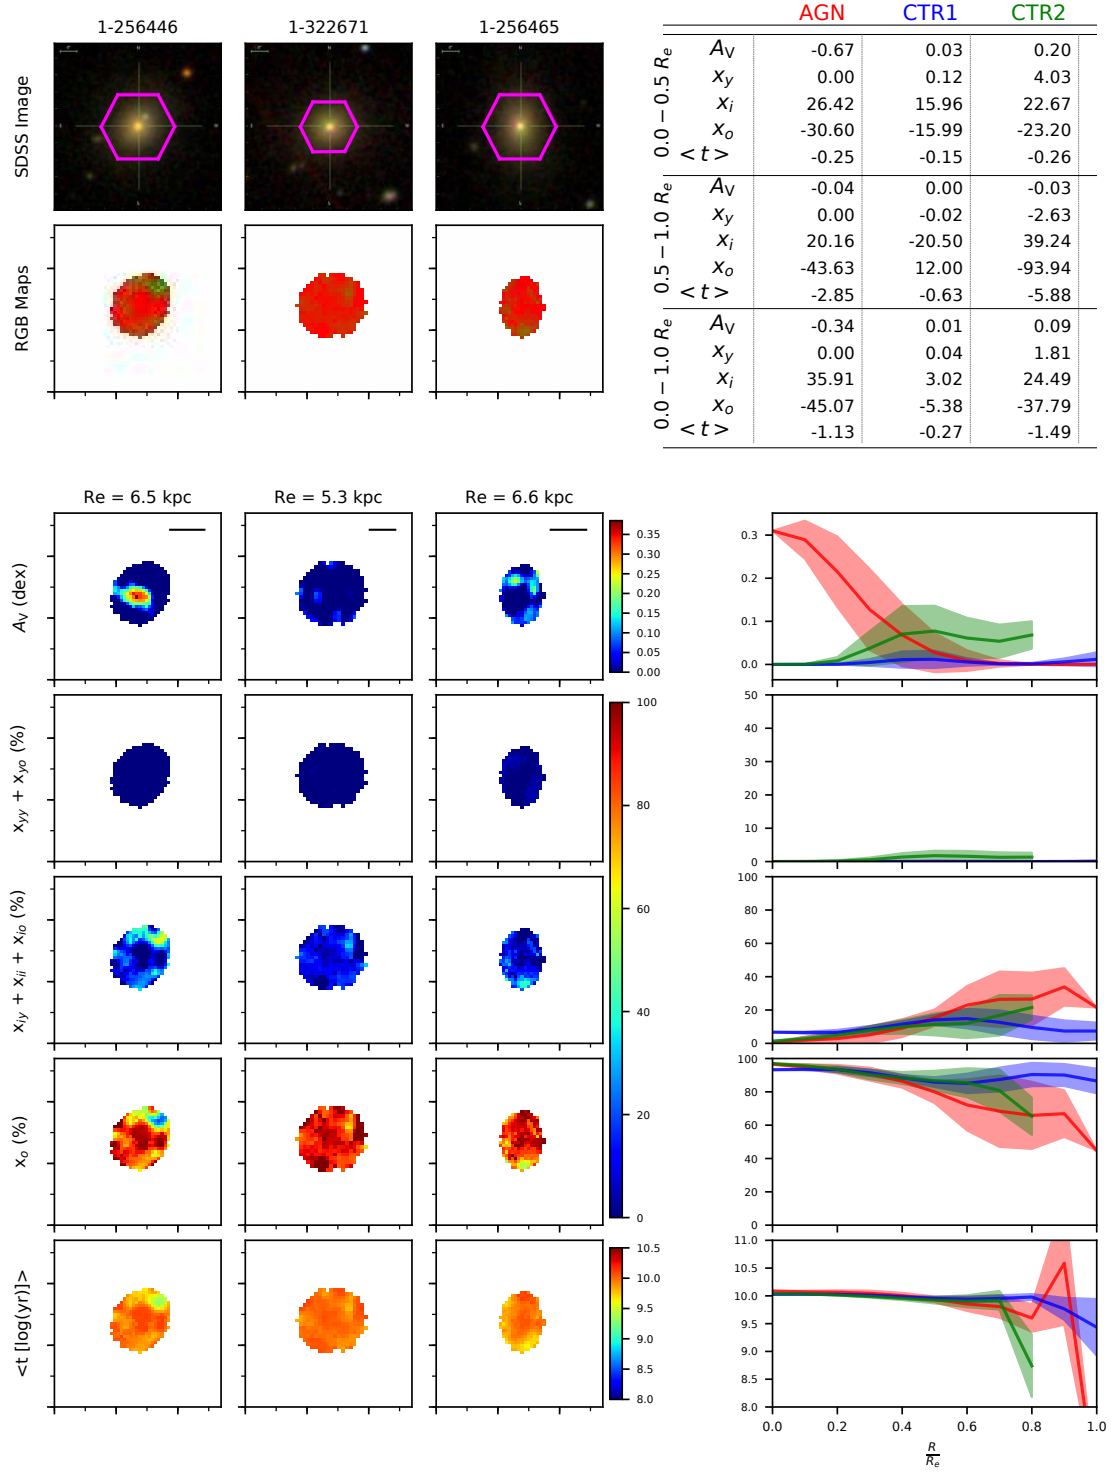 AGN CTR1 CTR2
1-256446 1-322671 1-256465
SDSS Image
0.0 − 0.5 Re
AV -0.67 0.03 0.20
xy 0.00 0.12 4.03
xi 26.42 15.96 22.67
xo -30.60 -15.99 -23.20
<t> -0.25 -0.15 -0.26
0.5 − 1.0 Re
AV -0.04 0.00 -0.03
xy 0.00 -0.02 -2.63
xi 20.16 -20.50 39.24
xo -43.63 12.00 -93.94
<t> -2.85 -0.63 -5.88
0.0 − 1.0 Re
AV -0.34 0.01 0.09
xy 0.00 0.04 1.81
xi 35.91 3.02 24.49
xo -45.07 -5.38 -37.79
<t> -1.13 -0.27 -1.49
RGB Maps
Re = 6.5 kpc Re = 5.3 kpc Re = 6.6 kpc
AV (dex)
0.35
0.30
0.25
0.20
0.15
0.10
0.05
0.00
0.3
0.2
0.1
0.0
xyy + xyo (%)
100
80
60
40
20
0
50
40
30
20
10
0
xiy + xii + xio (%)
100
80
60
40
20
0
xo (%)
100
80
60
40
20
0
<t [log(yr)]>
10.5
10.0
9.5
9.0
8.5
8.0
11.0
10.5
10.0
9.5
9.0
8.5
8.0
0.0 0.2 0.4 0.6 0.8 1.0
R
Re